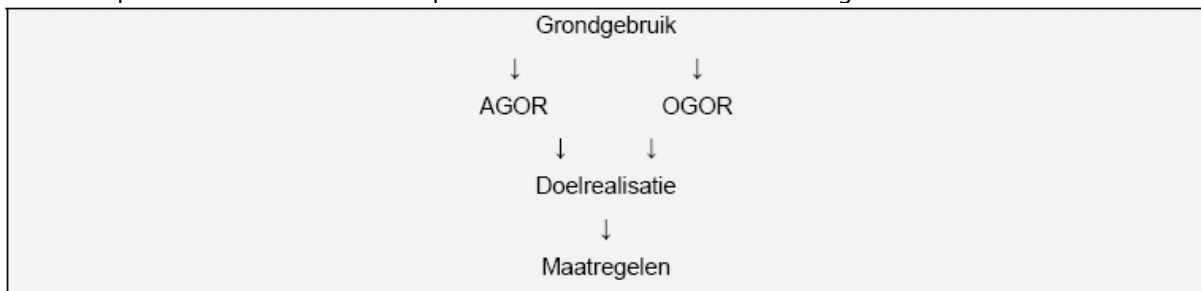 Grondgebruik
↓ ↓
AGOR OGOR
↓ ↓
Doelrealisatie
↓
Maatregelen